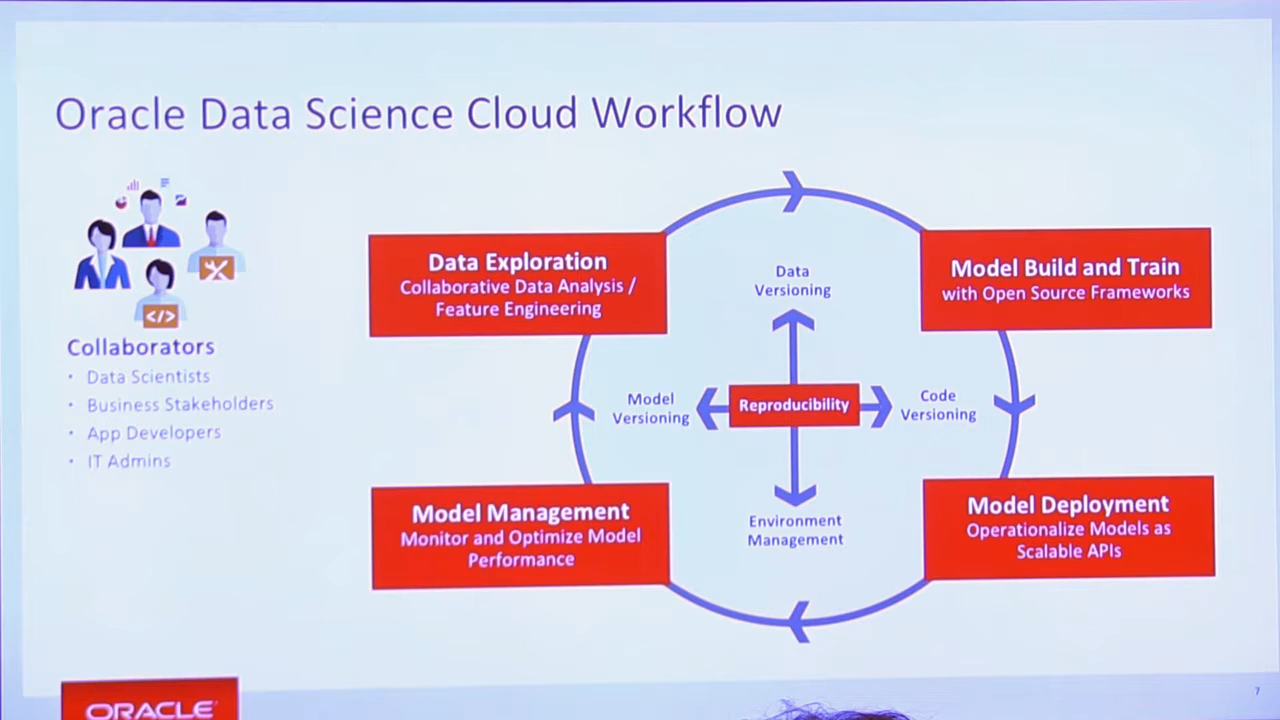 Oracle Data Science Cloud Workflow
Collaborators
• Data Scientists
• Business Stakeholders
• App Developers
• IT Admins
Data Exploration
Collaborative Data Analysis /
Feature Engineering
Model Build and Train
with Open Source Frameworks
Data
Versioning
Model
Versioning
Reproducibility
Code
Versioning
Environment
Management
Model Management
Monitor and Optimize Model
Performance
Model Deployment
Operationalize Models as
Scalable APIs
</>
ORACLE
7